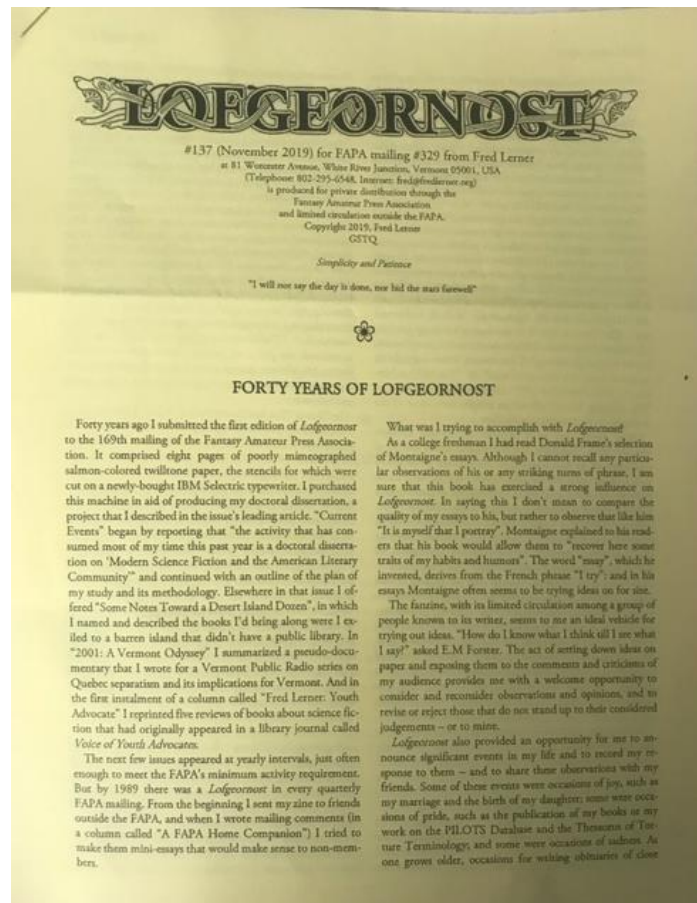 LOFGEORNOST
#137 (November 2019) for FAPA mailing #329 from Fred Lerner
at 81 Worcester Avenue, White River Junction, Vermont 05001, USA
(Telephone: 802-295-6548, Internet: fred@fredlerner.org)
is produced for private distribution through the
Fantasy Amateur Press Association
and limited circulation outside the FAPA.
Copyright 2019, Fred Lerner
GSTQ
Simplicity and Patience
"I will not say the day is done, nor bid the stars farewell"
FORTY YEARS OF LOFGEORNOST
Forty years ago I submitted the first edition of Lofgeornost
to the 169th mailing of the Fantasy Amateur Press Associa-
tion. It comprised eight pages of poorly mimeographed
salmon-colored twilltone paper, the stencils for which were
cut on a newly-bought IBM Selectric typewriter. I purchased
this machine in aid of producing my doctoral dissertation, a
project that I described in the issue's leading article. "Current
Events" began by reporting that "the activity that has con-
sumed most of my time this past year is a doctoral disserta-
tion on 'Modern Science Fiction and the American Literary
Community'" and continued with an outline of the plan of
my study and its methodology. Elsewhere in that issue I of-
fered "Some Notes Toward a Desert Island Dozen", in which
I named and described the books I'd being along were I ex-
iled to a barren island that didn't have a public library. In
"2001: A Vermont Odyssey" I summarized a pseudo-docu-
mentary that I wrote for a Vermont Public Radio series on
Quebec separatism and its implications for Vermont. And in
the first instalment of a column called "Fred Lerner: Youth
Advocate" I reprinted five reviews of books about science fic-
tion that had originally appeared in a library journal called
Voice of Youth Advocates.
The next few issues appeared at yearly intervals, just often
enough to meet the FAPA's minimum activity requirement.
But by 1989 there was a Lofgeornost in every quarterly
FAPA mailing. From the beginning I sent my zine to friends
outside the FAPA, and when I wrote mailing comments (in
a column called "A FAPA Home Companion") I tried to
make them mini-essays that would make sense to non-mem-
bers.
What was I trying to accomplish with Lofgeornost?
As a college freshman I had read Donald Frame's selection
of Montaigne's essays. Although I cannot recall any particu-
lar observations of his or any striking turns of phrase, I am
sure that this book has exercised a strong influence on
Lofgeornost. In saying this I don't mean to compare the
quality of my essays to his, but rather to observe that like him
"It is myself that I portray". Montaigne explained to his read-
ers that his book would allow them to "recover here some
traits of my habits and humors". The word "essay", which he
invented, derives from the French phrase "I try"; and in his
essays Montaigne often seems to be trying ideas on for size.
The fanzine, with its limited circulation among a group of
people known to its writer, seems to me an ideal vehicle for
trying out ideas. "How do I know what I think till I see what
I say?" asked E.M Forster. The act of setting down ideas on
paper and exposing them to the comments and criticisms of
my audience provides me with a welcome opportunity to
consider and reconsider observations and opinions, and to
revise or reject those that do not stand up to their considered
judgements – or to mine.
Lofgeornost also provided an opportunity for me to an-
nounce significant events in my life and to record my re-
sponse to them – and to share these observations with my
friends. Some of these events were occasions of joy, such as
my marriage and the birth of my daughter; some were occa-
sions of pride, such as the publication of my books or my
work on the PILOTS Database and the Thesaurus of Tor-
ture Terminology; and some were occasions of sadness. As
one grows older, occasions for writing obituaries of close